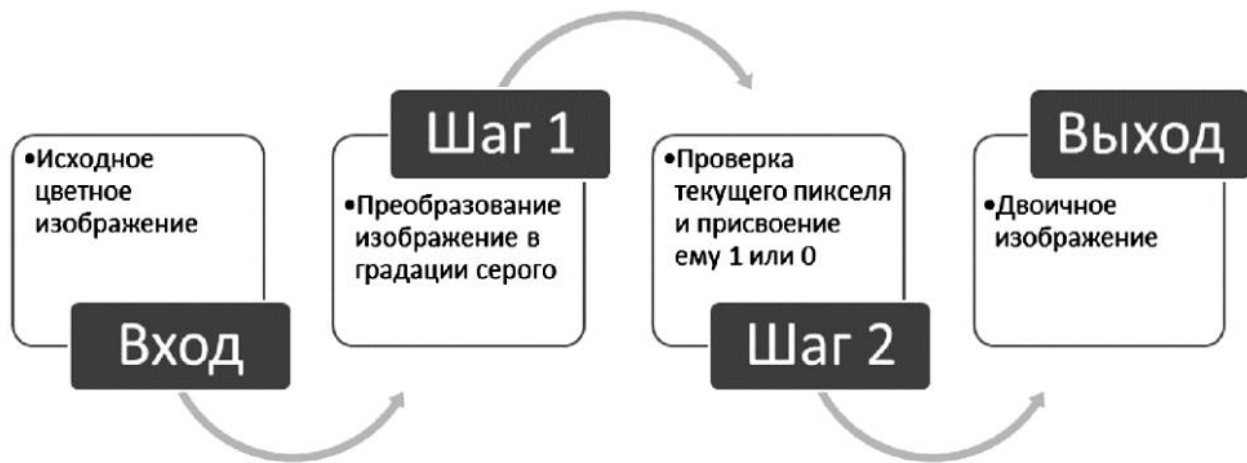 •Исходное
цветное
изображение
Вход
Шаг 1
•Преобразование
изображение в
градации серого
•Проверка
текущего пикселя
и присвоение
ему 1 или 0
Шаг 2
Выход
•Двоичное
изображение